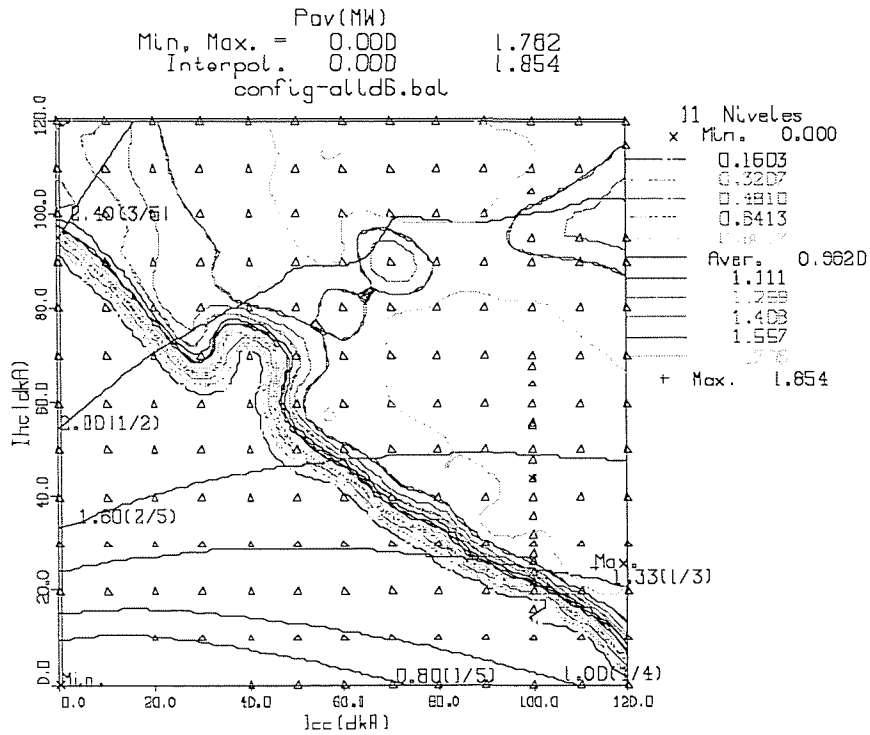 Pav(MW)
Min, Max. = 0.000 1.762
Interpol. 0.000 1.854
config-alld6.bal
11 Niveles
x Min. 0.000
0.1603
0.3207
0.4810
0.6413
Aver. 0.9620
1.111
1.259
1.408
1.557
+ Max. 1.854
Ihc(dkA)
120.0
100.0
80.0
60.0
40.0
20.0
0.0
2.40(3/5)
2.00(1/2)
1.60(2/5)
Max.
1.33(1/3)
Min.
0.80(1/5)
1.00(1/4)
0.0 20.0 40.0 60.0 80.0 100.0 120.0
Icc(dkA)